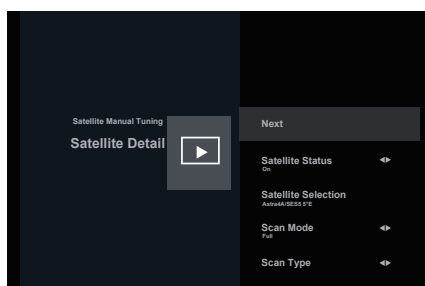 Satellite Manual Tuning
Satellite Detail
Next
Satellite Status
On
Satellite Selection
Astra4A/SES5 5°E
Scan Mode
Full
Scan Type